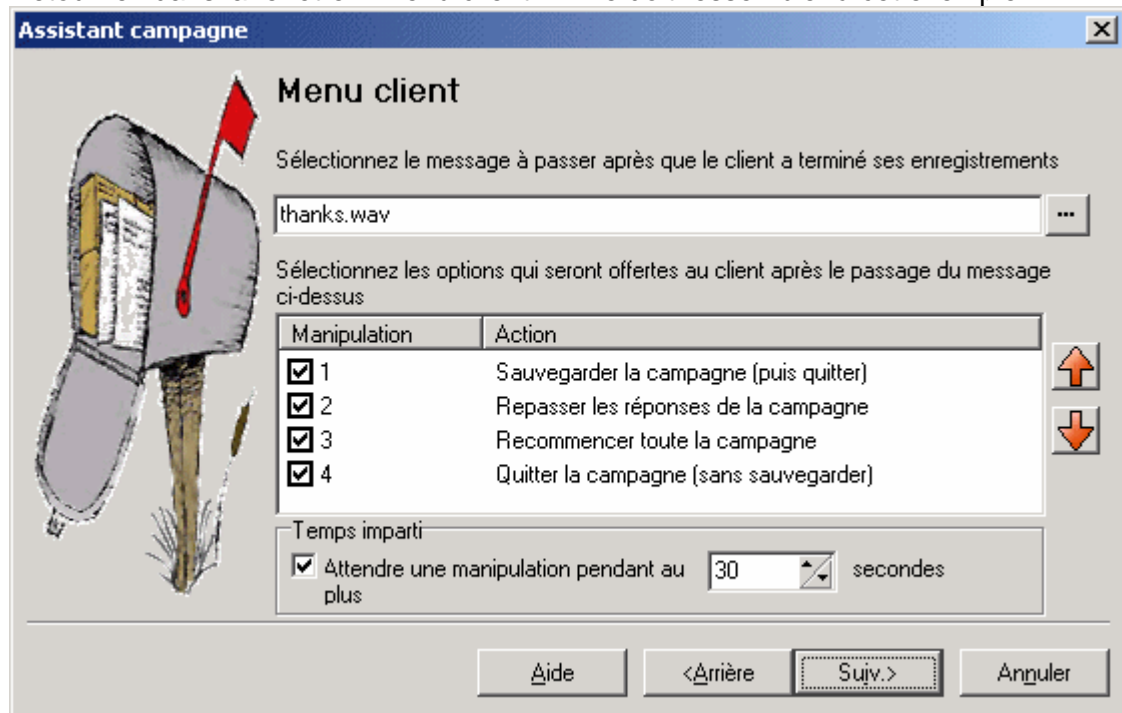 Assistant campagne
Menu client
Sélectionnez le message à passer après que le client a terminé ses enregistrements
thanks.wav
...
Sélectionnez les options qui seront offertes au client après le passage du message
ci-dessus
Manipulation Action
1 Sauvegarder la campagne (puis quitter)
2 Repasser les réponses de la campagne
3 Recommencer toute la campagne
4 Quitter la campagne (sans sauvegarder)
Temps imparti
Attendre une manipulation pendant au 30 secondes
plus
Aide <Arrière Suiv.> Annuler